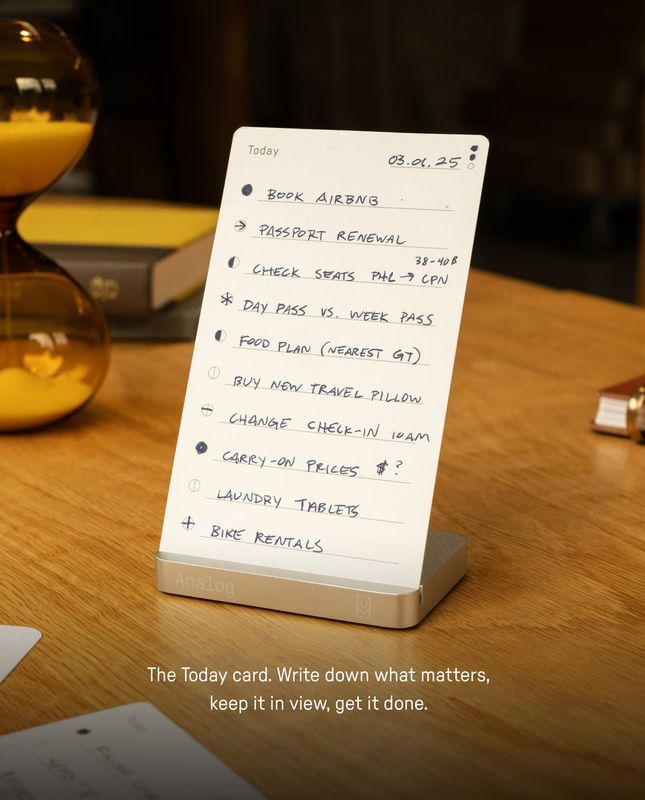 Today
03.01.25
BOOK AIRBNB
PASSPORT RENEWAL
38-40B
CHECK SEATS PHL → CPN
DAY PASS VS. WEEK PASS
FOOD PLAN (NEAREST GT)
BUY NEW TRAVEL PILLOW
CHANGE CHECK-IN 10AM
CARRY-ON PRICES $?
LAUNDRY TABLETS
BIKE RENTALS
Analog
The Today card. Write down what matters,
keep it in view, get it done.
Today